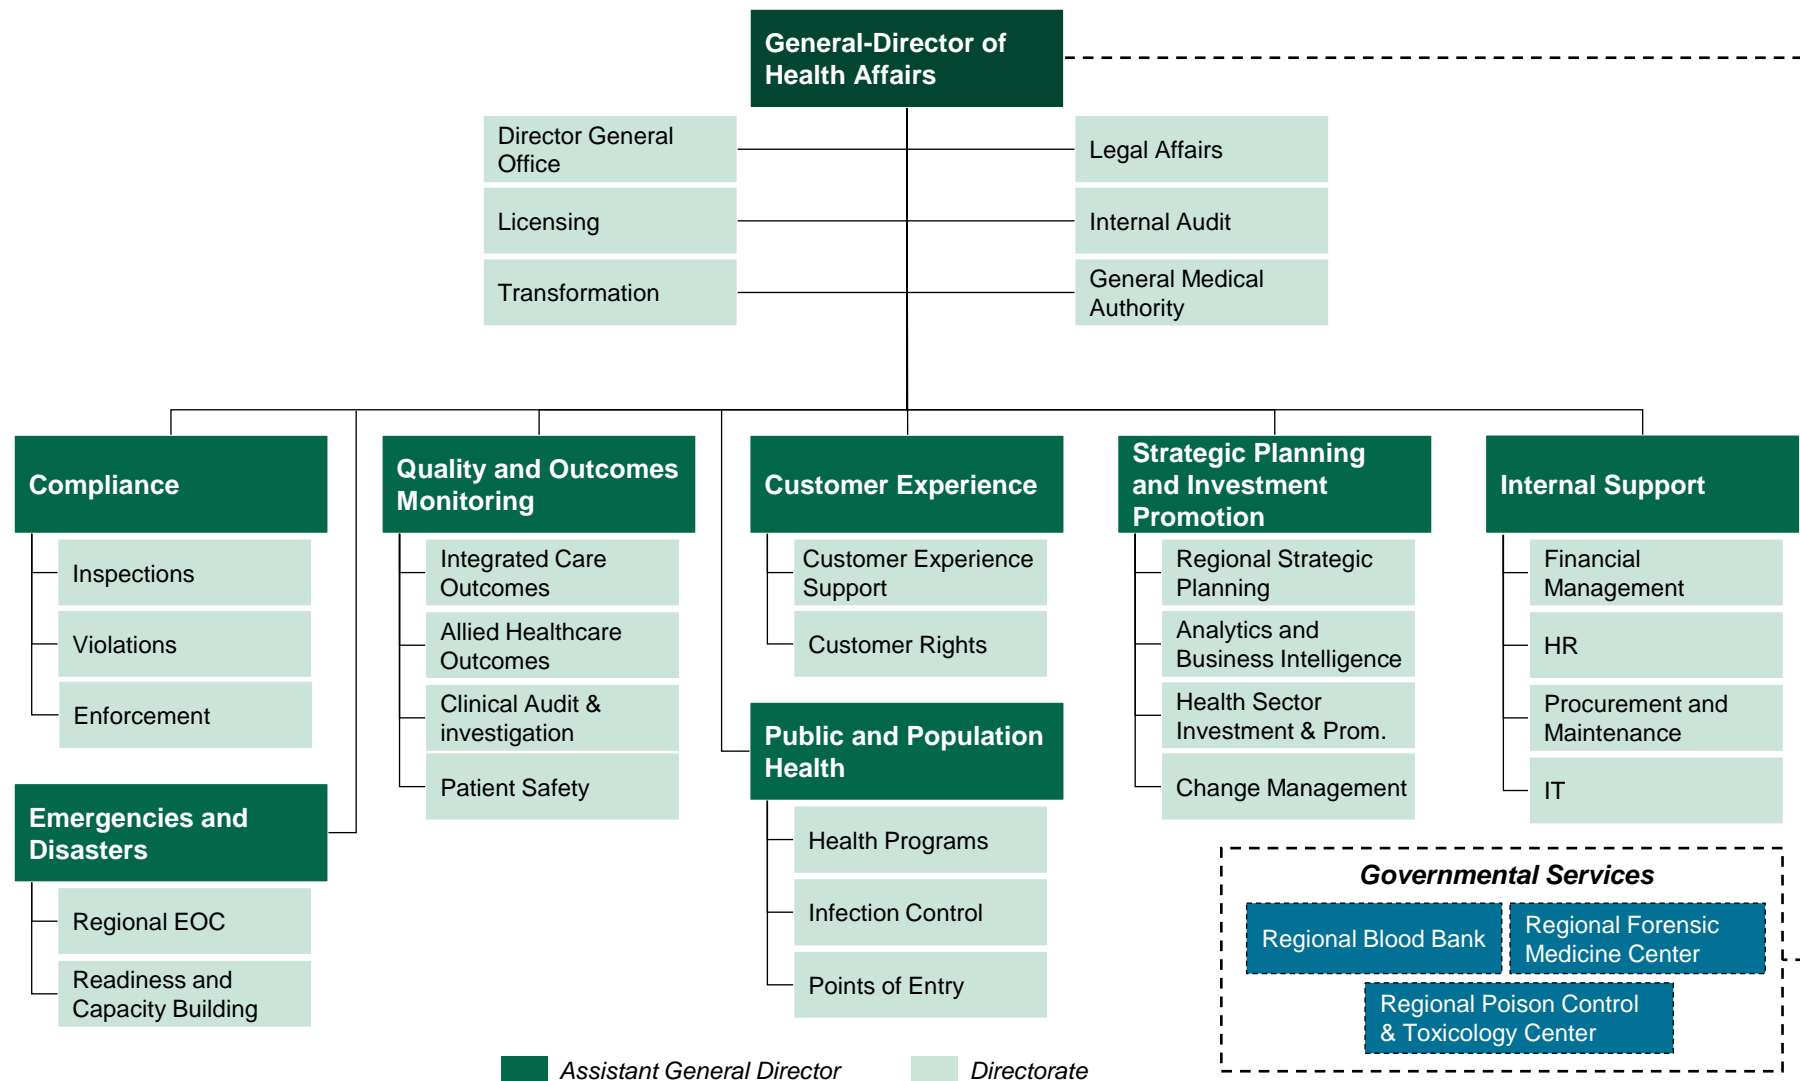 General-Director of
Health Affairs
Director General
Office
Legal Affairs
Licensing
Internal Audit
Transformation
General Medical
Authority
Compliance
Inspections
Violations
Enforcement
Emergencies and
Disasters
Regional EOC
Readiness and
Capacity Building
Quality and Outcomes
Monitoring
Integrated Care
Outcomes
Allied Healthcare
Outcomes
Clinical Audit &
investigation
Patient Safety
Customer Experience
Customer Experience
Support
Customer Rights
Public and Population
Health
Health Programs
Infection Control
Points of Entry
Strategic Planning
and Investment
Promotion
Regional Strategic
Planning
Analytics and
Business Intelligence
Health Sector
Investment & Prom.
Change Management
Internal Support
Financial
Management
HR
Procurement and
Maintenance
IT
Governmental Services
Regional Blood Bank
Regional Forensic
Medicine Center
Regional Poison Control
& Toxicology Center
Assistant General Director
Directorate